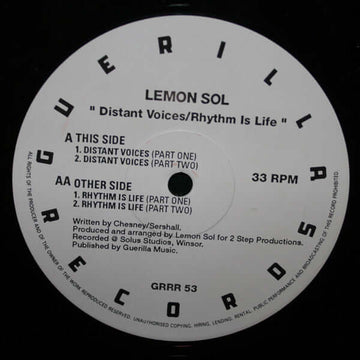 GUERILLA
RECORDS
LEMON SOL
" Distant Voices/Rhythm Is Life "
A THIS SIDE
1. DISTANT VOICES (PART ONE)
2. DISTANT VOICES (PART TWO)
33 RPM
AA OTHER SIDE
1. RHYTHM IS LIFE (PART ONE)
2. RHYTHM IS LIFE (PART TWO)
Written by Chesney/Sershall.
Produced and arranged by Lemon Sol for 2 Step Productions.
Recorded @ Solus Studios, Winsor.
Published by Guerilla Music.
GRRR 53
ALL RIGHTS OF THE PRODUCER AND OF THE OWNER OF THE WORK REPRODUCED RESERVED. UNAUTHORISED COPYING, HIRING, LENDING, RENTAL, PUBLIC PERFORMANCE AND BROADCASTING OF THIS RECORD PROHIBITED.